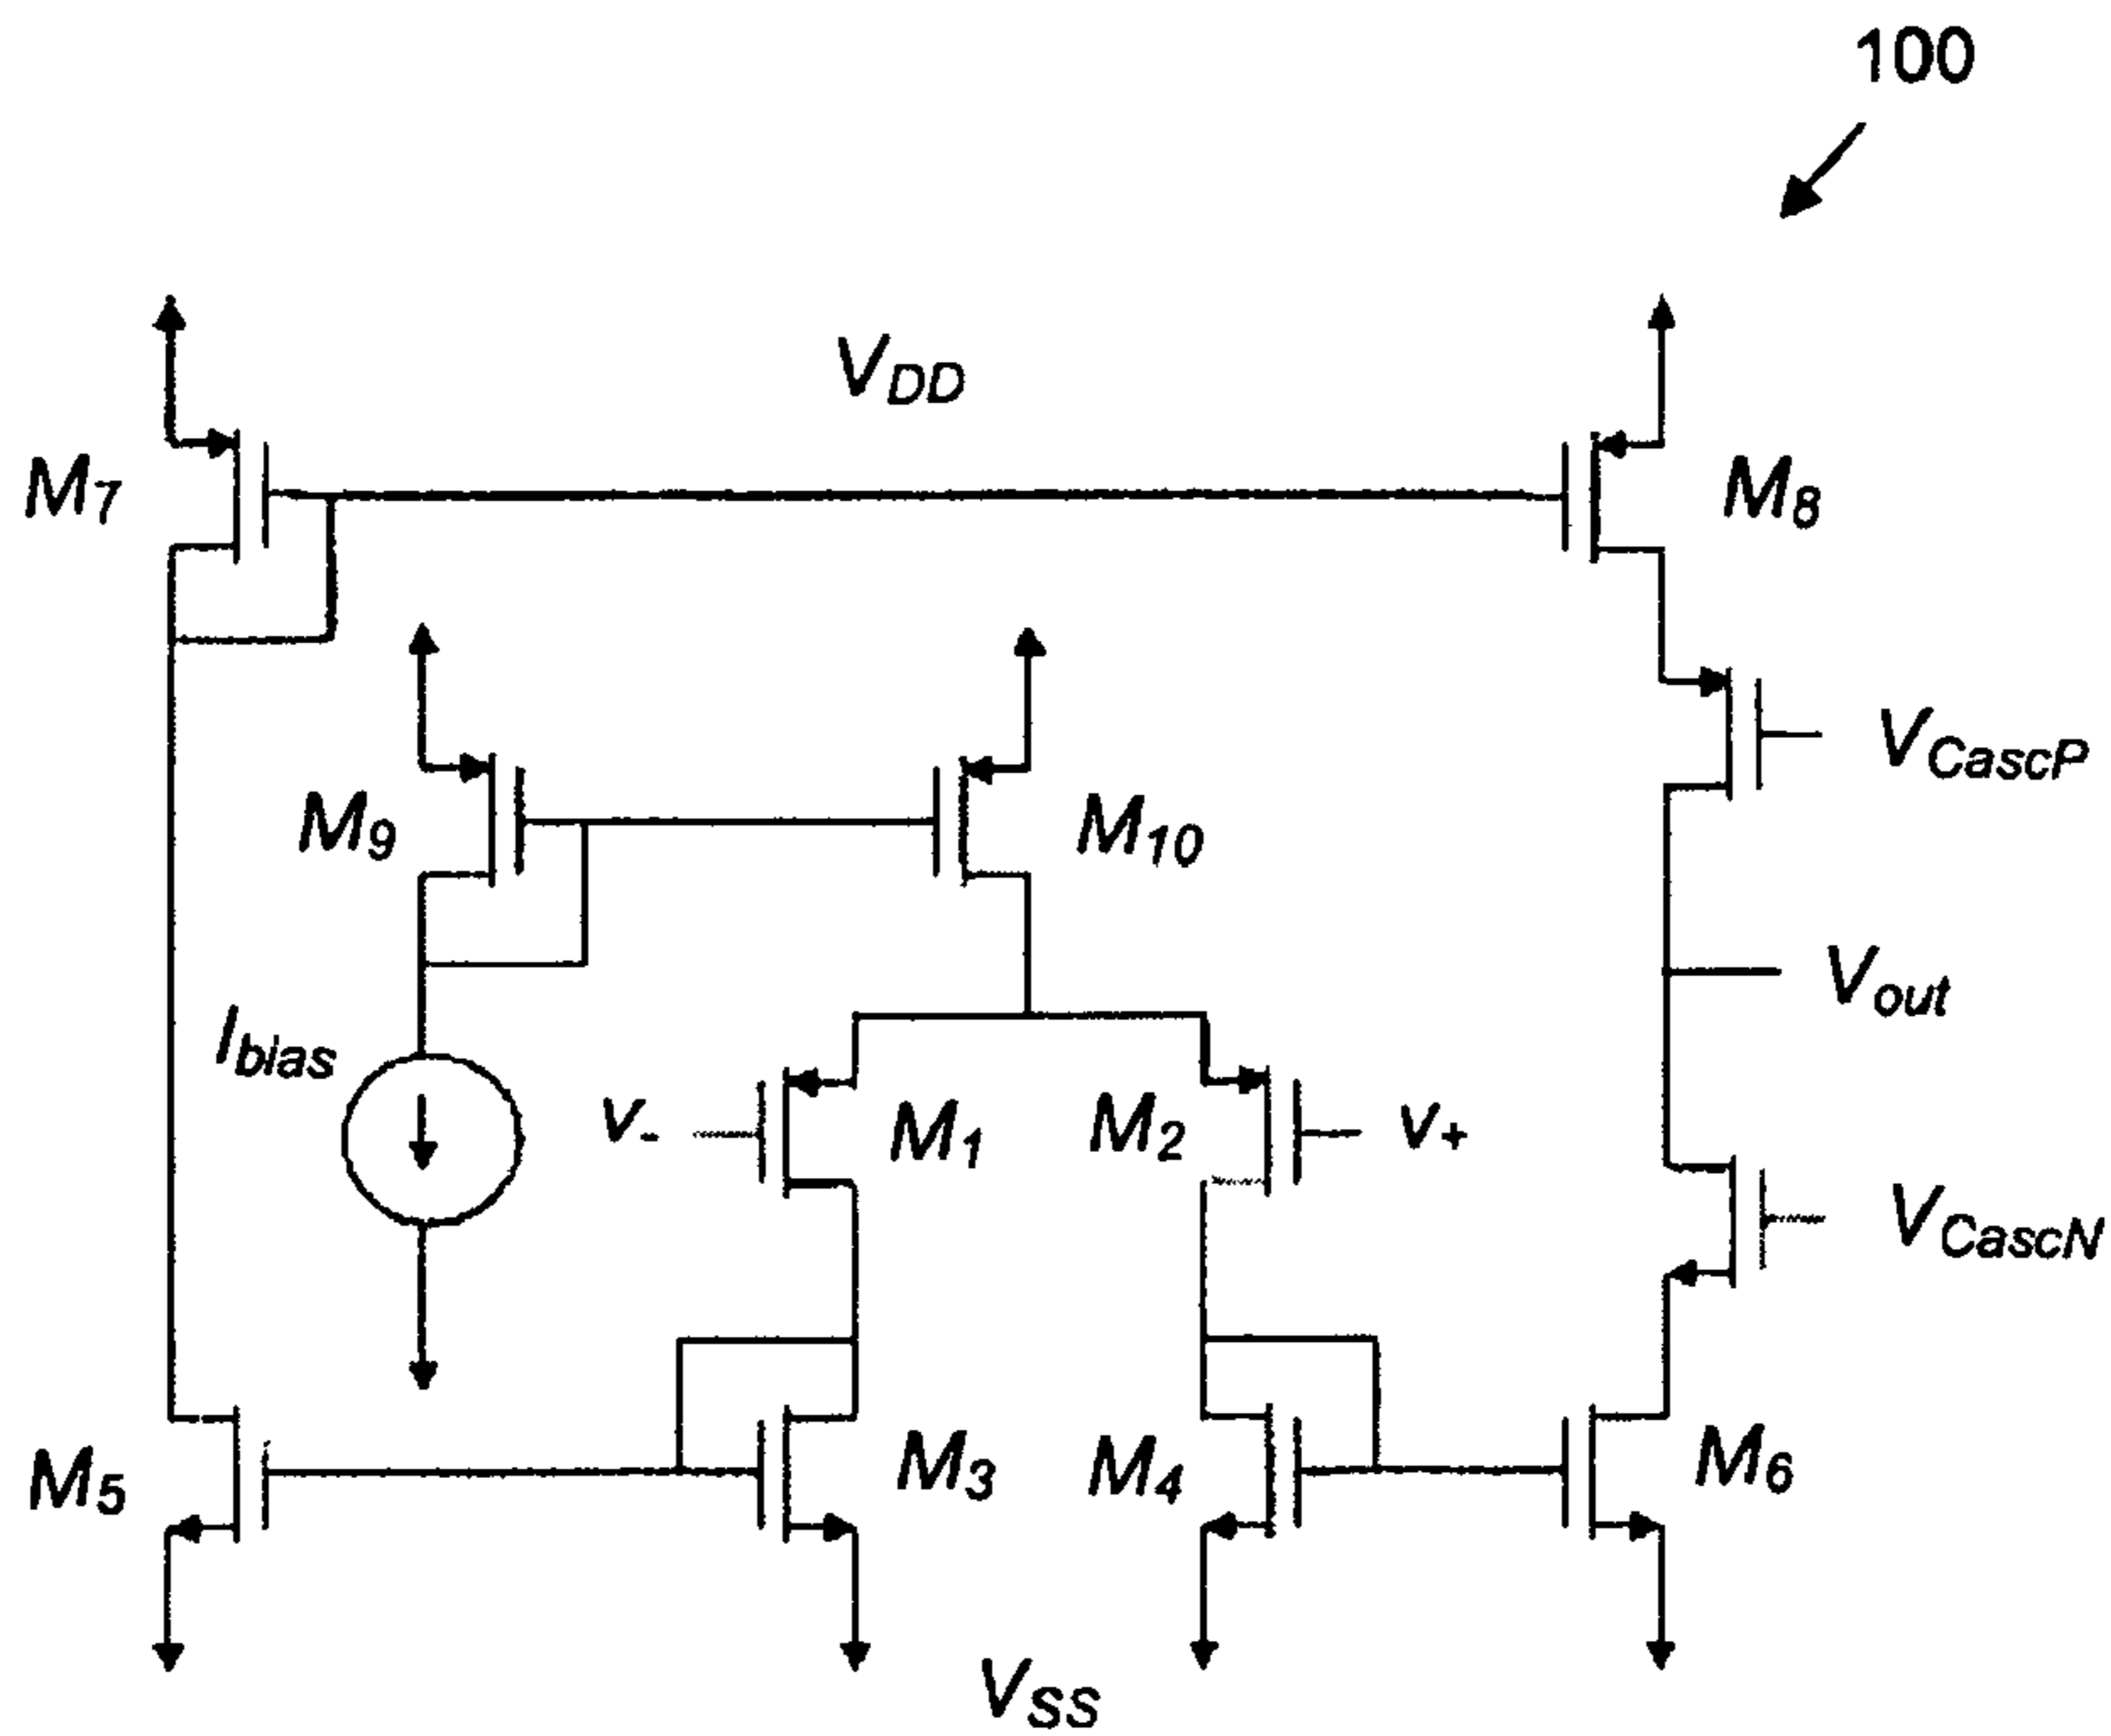 100
VDD
M7
M8
VCascP
M9
M10
Vout
Ibias
v-
M1
M2
v+
VCascN
M5
M3
M4
M6
VSS